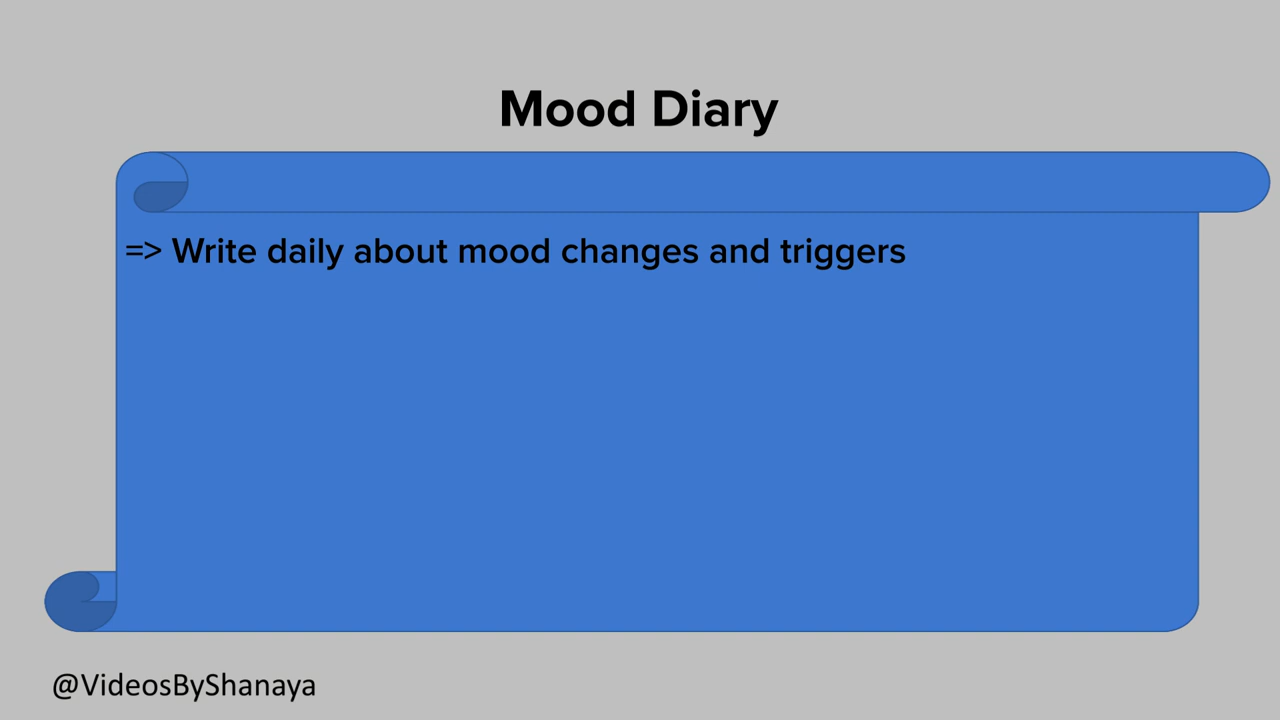 Mood Diary
=> Write daily about mood changes and triggers
@VideosByShanaya